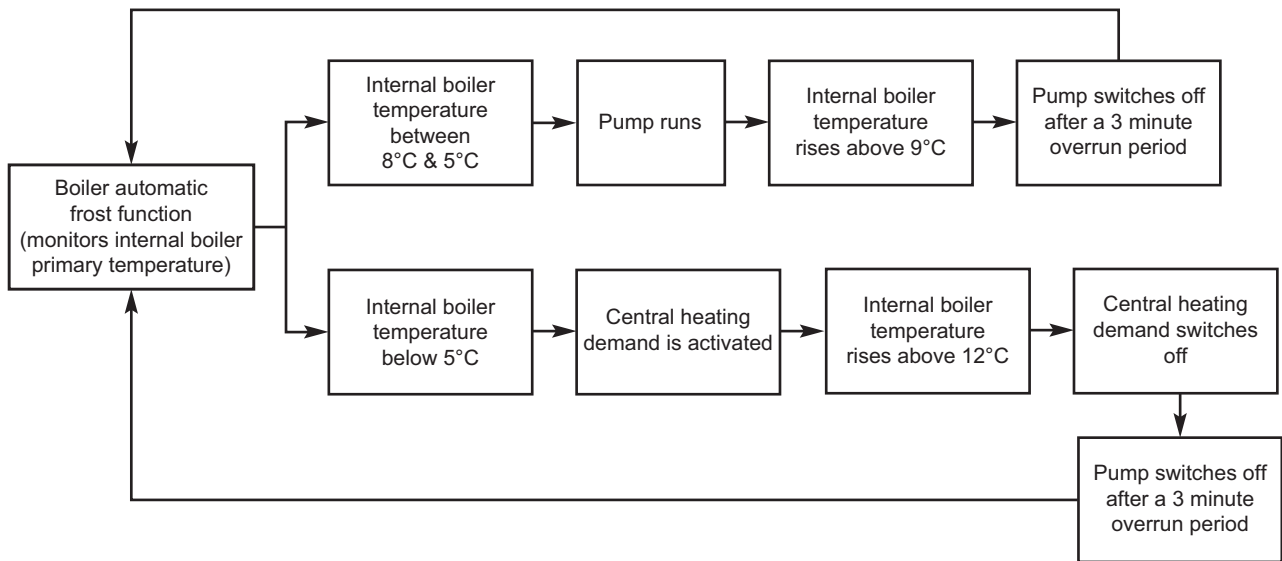 Boiler automatic
frost function
(monitors internal boiler
primary temperature)
Internal boiler
temperature
between
8°C & 5°C
Pump runs
Internal boiler
temperature
rises above 9°C
Pump switches off
after a 3 minute
overrun period
Internal boiler
temperature
below 5°C
Central heating
demand is activated
Internal boiler
temperature
rises above 12°C
Central heating
demand switches
off
Pump switches off
after a 3 minute
overrun period